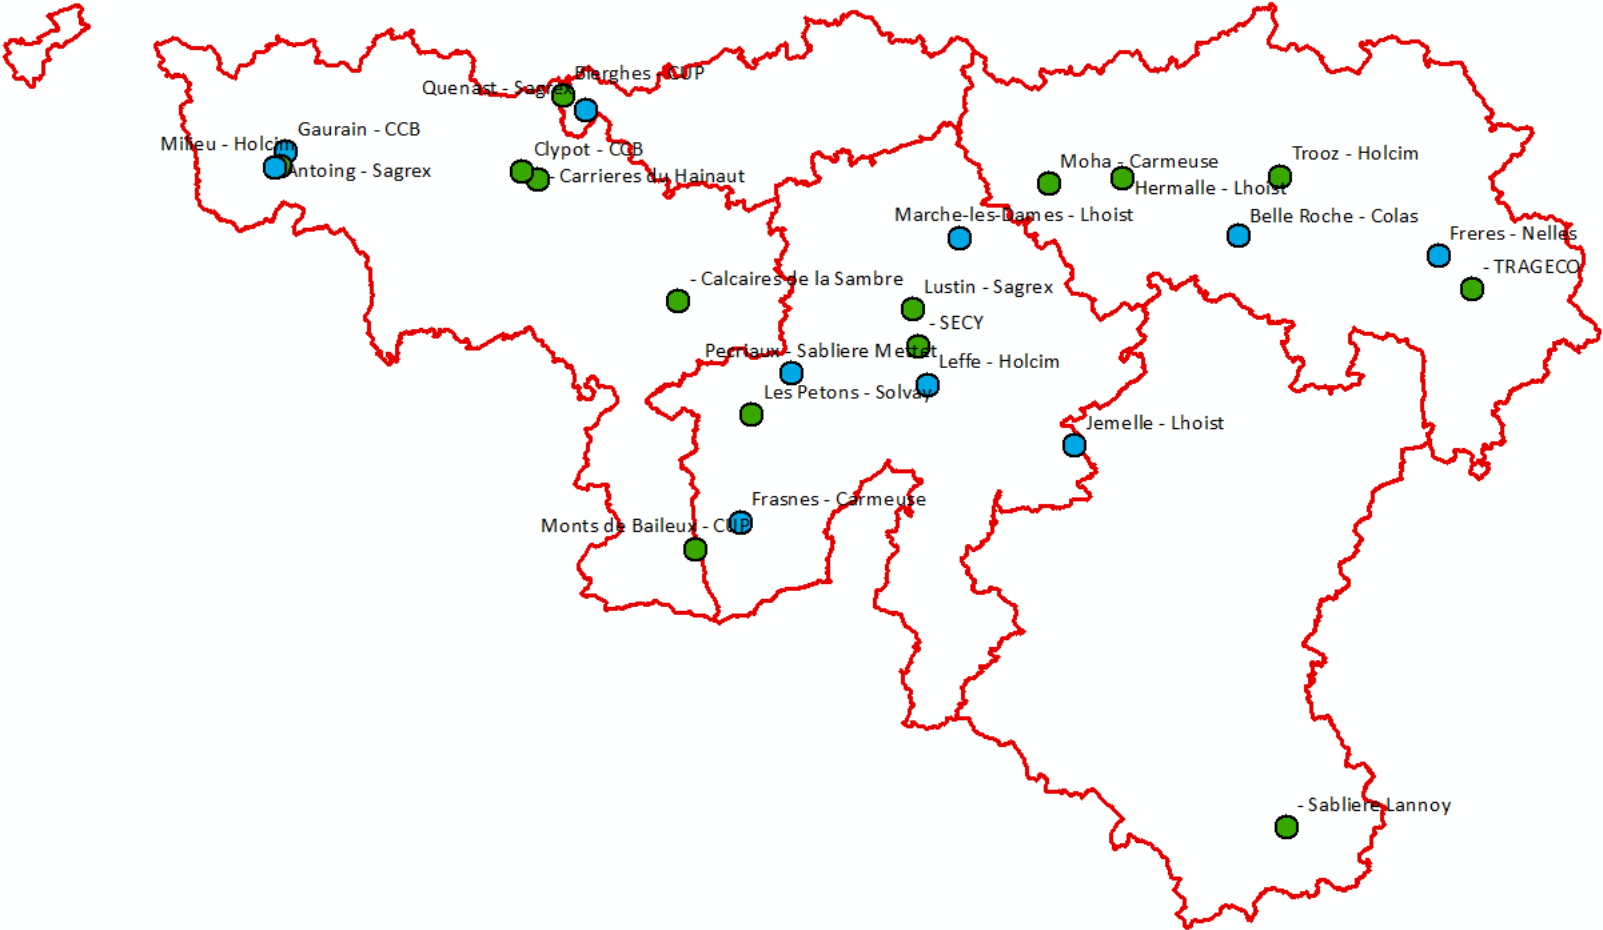 Bierghes - CUP
Quenast - Sagrex
Gaurain - CCB
Milieu - Holcim
Clypot - CCB
Antoing - Sagrex
- Carrieres du Hainaut
Moha - Carmeuse
Trooz - Holcim
Hermalle - Lhoist
Marche-les-Dames - Lhoist
Belle Roche - Colas
Freres - Nelles
- TRAGECO
- Calcaires de la Sambre
Lustin - Sagrex
- SECY
Perriaux - Sabliere Mettet
Leffe - Holcim
Les Petons - Solvay
Jemelle - Lhoist
Frasnes - Carmeuse
Monts de Baileux - CUP
- Sabliere Lannoy